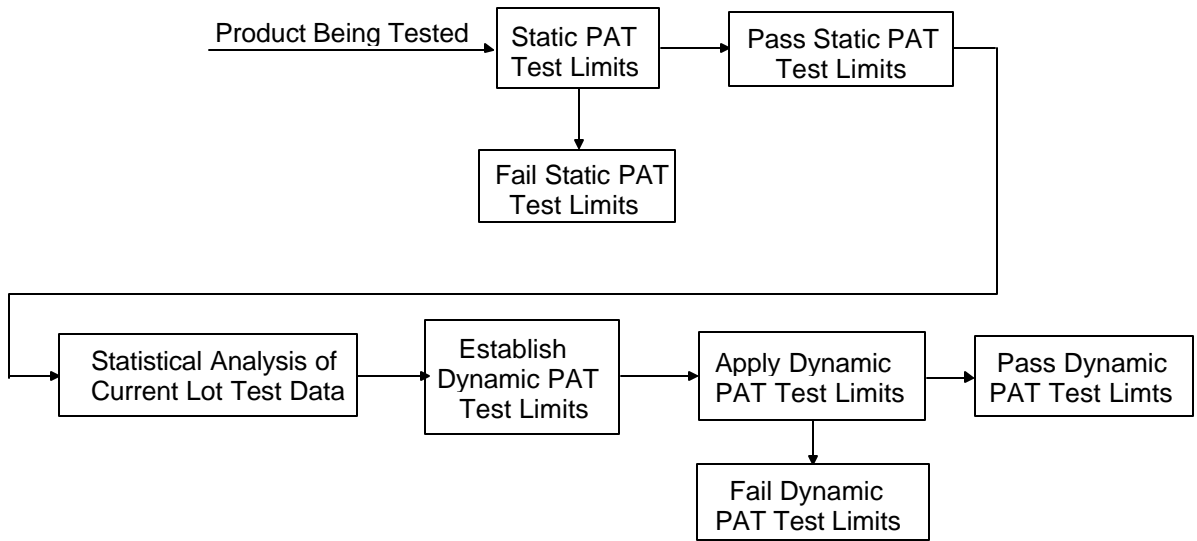 Product Being Tested
Static PAT
Test Limits
Pass Static PAT
Test Limits
Fail Static PAT
Test Limits
Statistical Analysis of
Current Lot Test Data
Establish
Dynamic PAT
Test Limits
Apply Dynamic
PAT Test Limits
Pass Dynamic
PAT Test Limts
Fail Dynamic
PAT Test Limits